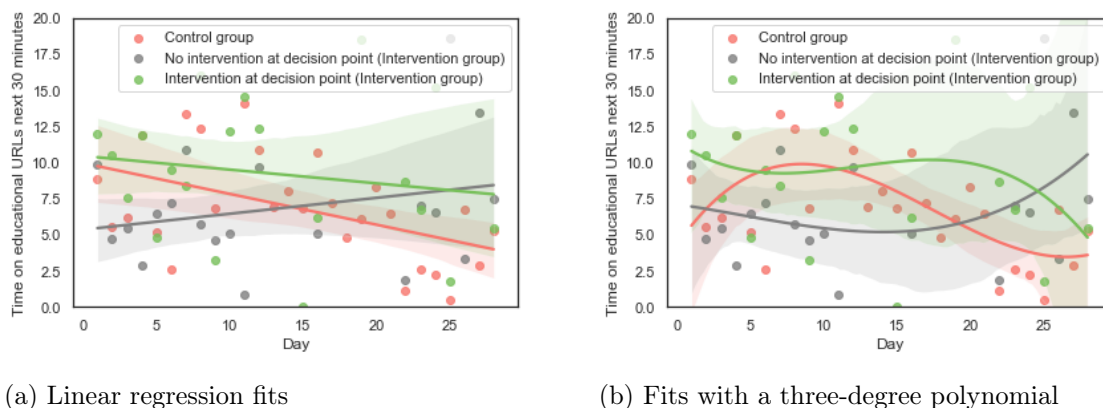 Time on educational URLs next 30 minutes
20.0
17.5
15.0
12.5
10.0
7.5
5.0
2.5
0.0
Control group
No intervention at decision point (Intervention group)
Intervention at decision point (Intervention group)
0 5 10 15 20 25
Day
(a) Linear regression fits
Time on educational URLs next 30 minutes
20.0
17.5
15.0
12.5
10.0
7.5
5.0
2.5
0.0
Control group
No intervention at decision point (Intervention group)
Intervention at decision point (Intervention group)
0 5 10 15 20 25
Day
(b) Fits with a three-degree polynomial